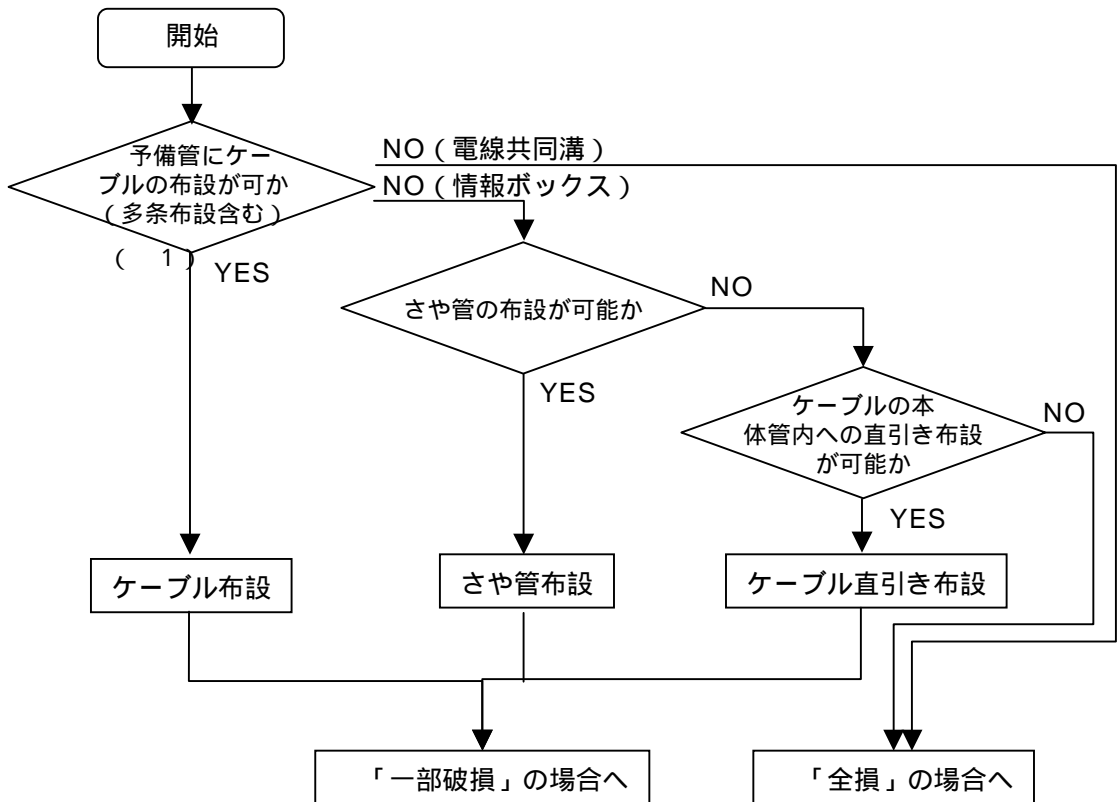 開始
予備管にケー
ブルの布設が可か
(多条布設含む)
(　1)
NO(電線共同溝)
NO(情報ボックス)
YES
さや管の布設が可能か
NO
YES
ケーブルの本
体管内への直引き布設
が可能か
NO
YES
ケーブル布設
さや管布設
ケーブル直引き布設
「一部破損」の場合へ
「全損」の場合へ